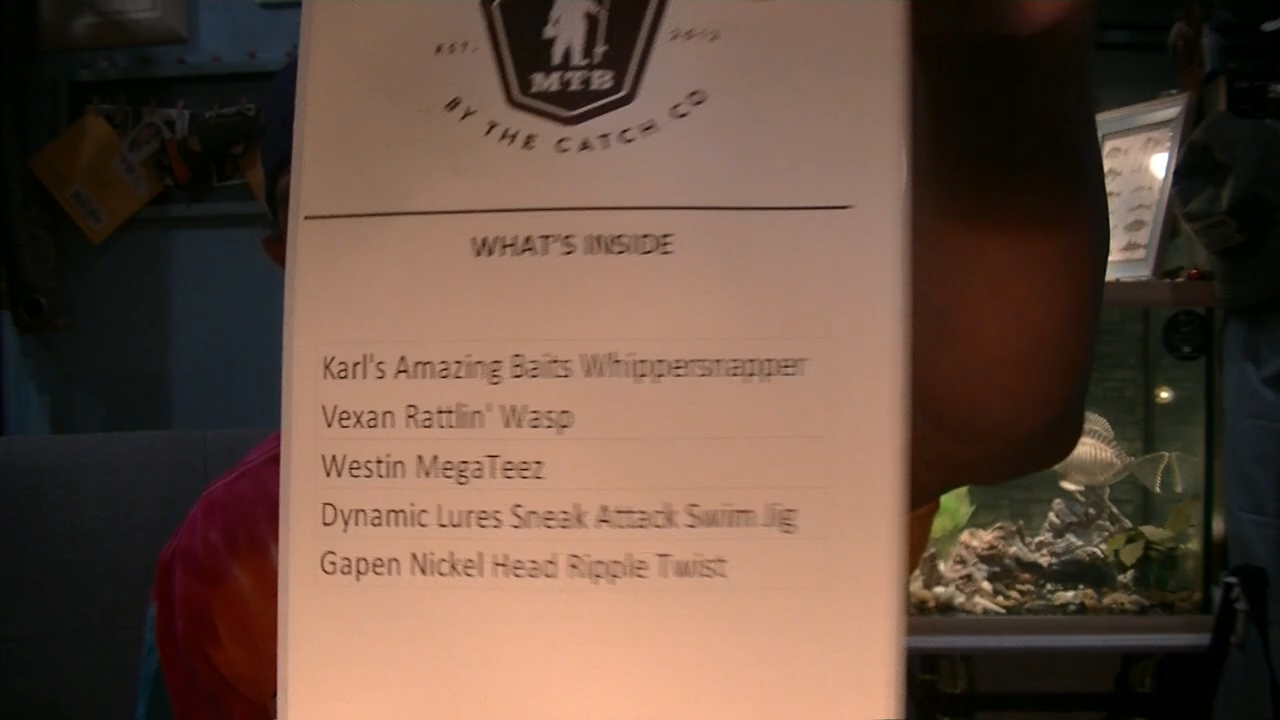 EST. 2012
MTB
BY THE CATCH CO
WHAT'S INSIDE
Karl's Amazing Baits Whippersnapper
Vexan Rattlin' Wasp
Westin MegaTeez
Dynamic Lures Sneak Attack Swim Jig
Gapen Nickel Head Ripple Twist